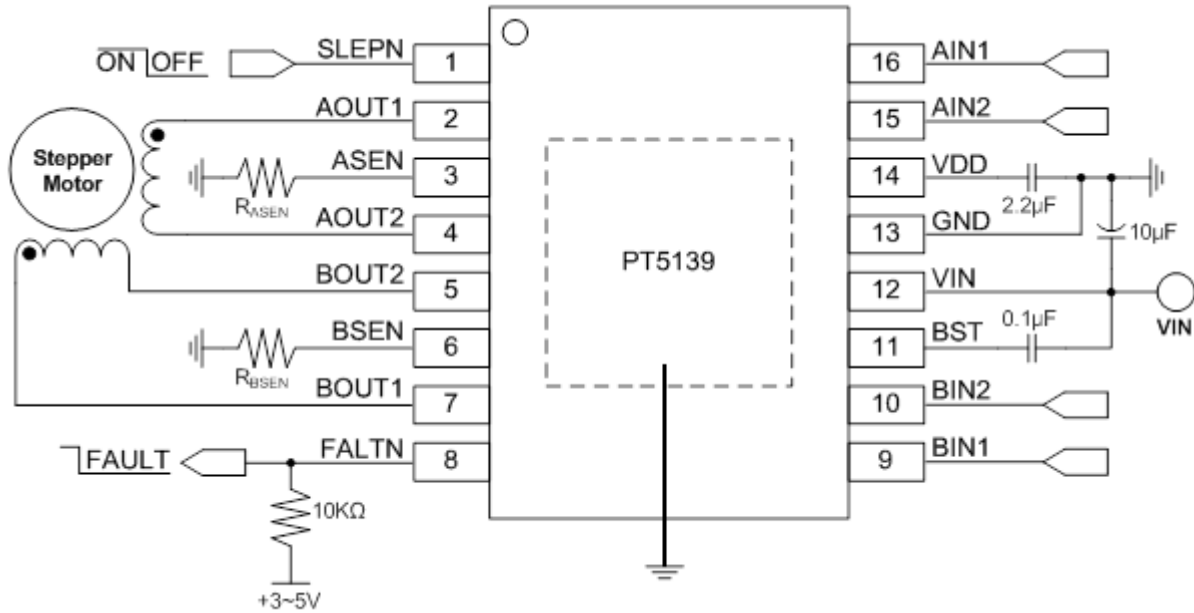 ON OFF
SLEPN 1
AOUT1 2
Stepper
Motor
ASEN 3
R_ASEN
AOUT2 4
BOUT2 5
BSEN 6
R_BSEN
BOUT1 7
FAULT
FALTN 8
10KΩ
+3~5V
PT5139
16 AIN1
15 AIN2
14 VDD
2.2μF
13 GND
10μF
12 VIN
VIN
0.1μF
11 BST
10 BIN2
9 BIN1